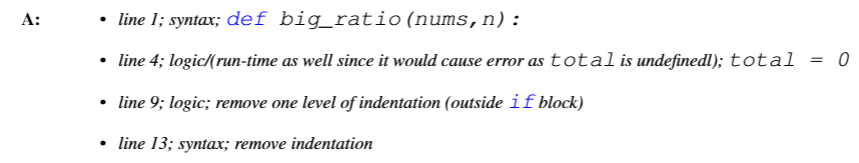 A: • line 1; syntax; def big_ratio(nums,n):
• line 4; logic/(run-time as well since it would cause error as total is undefinedl); total = 0
• line 9; logic; remove one level of indentation (outside if block)
• line 13; syntax; remove indentation